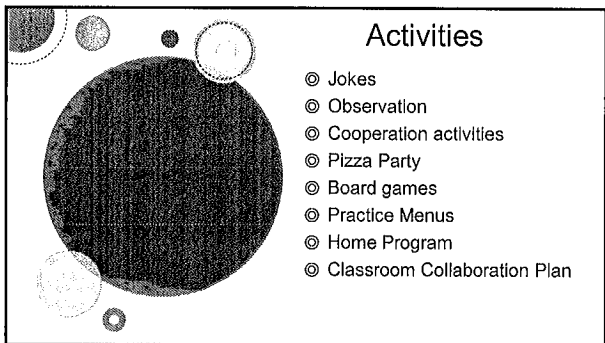 Activities
Jokes
Observation
Cooperation activities
Pizza Party
Board games
Practice Menus
Home Program
Classroom Collaboration Plan